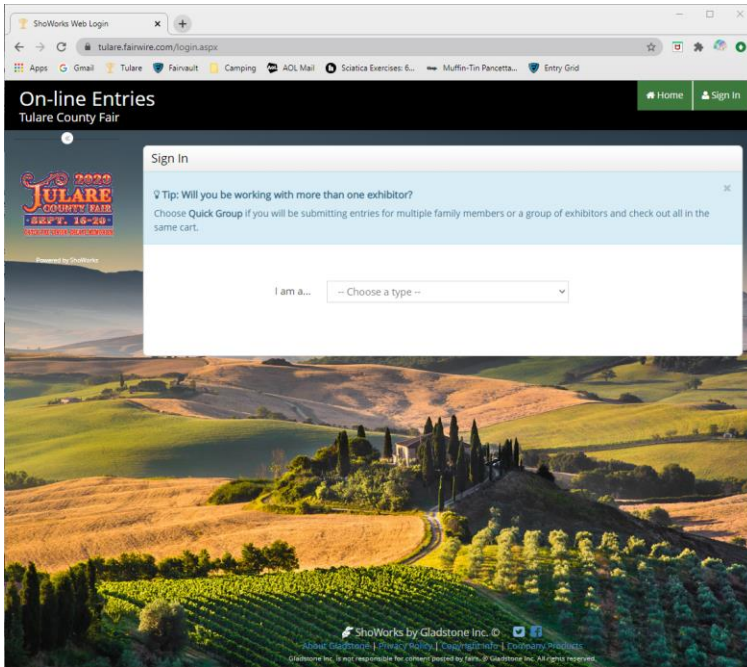 ShoWorks Web Login
tulare.fairwire.com/login.aspx
Apps Gmail Tulare Fairvault Camping AOL Mail Sciatica Exercises: 6... Muffin-Tin Pancetta... Entry Grid
On-line Entries
Tulare County Fair
Home Sign In
2020
TULARE
COUNTY FAIR
SEPT. 16-20
Powered by ShoWorks
Sign In
Tip: Will you be working with more than one exhibitor?
Choose Quick Group if you will be submitting entries for multiple family members or a group of exhibitors and check out all in the
same cart.
I am a... -- Choose a type --
ShoWorks by Gladstone Inc. ©
About Gladstone | Privacy Policy | Copyright Info | Company Products
Gladstone Inc. is not responsible for content posted by fairs. @ Gladstone Inc. All rights reserved.